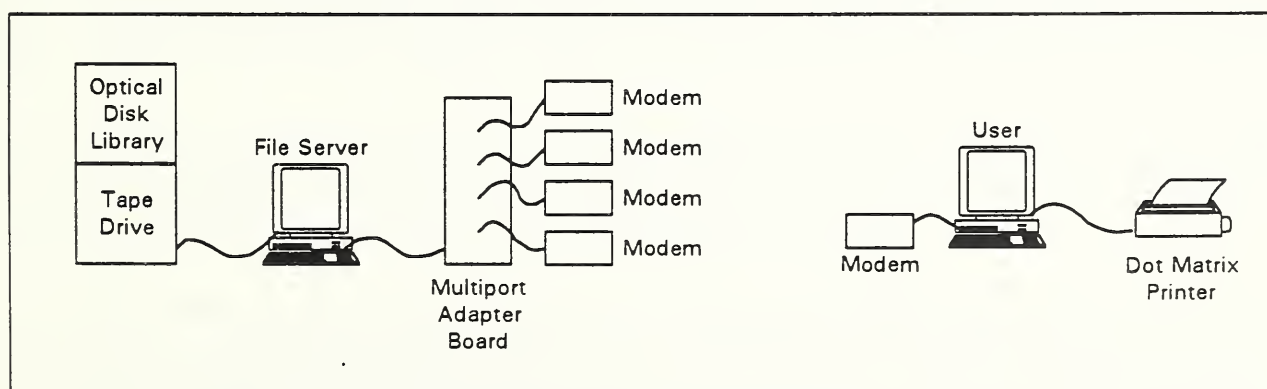 Optical
Disk
Library
Tape
Drive
File Server
Multiport
Adapter
Board
Modem
Modem
Modem
Modem
User
Modem
Dot Matrix
Printer